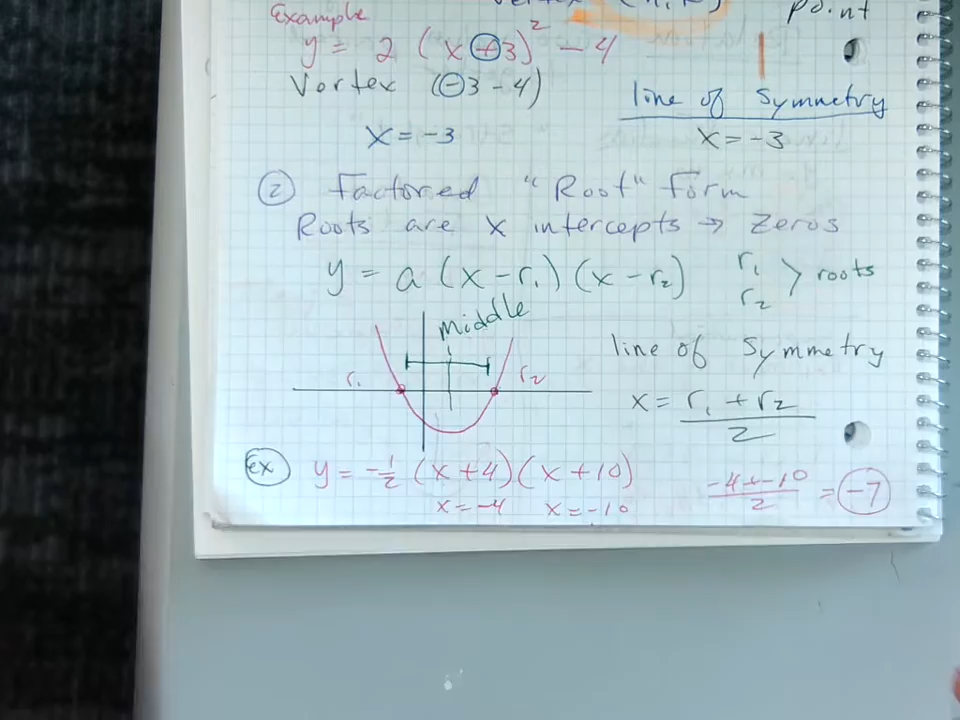 Example
Point
y = 2 (x + 3)² - 4
Vortex (-3 - 4)
line of Symmetry
x = -3
x = -3
② Factored "Root" Form
Roots are x intercepts → Zeros
y = a (x - r₁)(x - r₂)
r₁
r₂ > roots
middle
r₁
r₂
line of Symmetry
x = r₁ + r₂ / 2
Ex y = -1/2 (x + 4)(x + 10)
x = -4 x = -10
-4 + -10 / 2 = -7